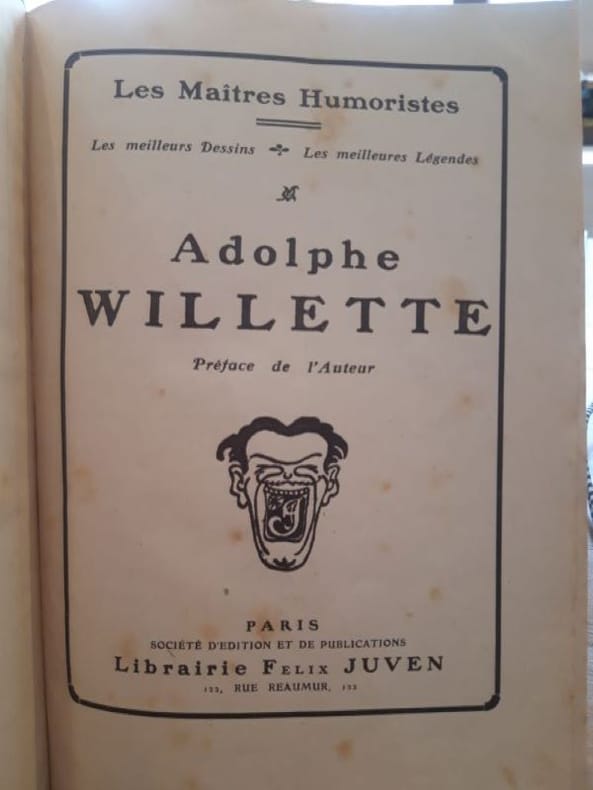 Les Maîtres Humoristes
Les meilleurs Dessins Les meilleures Légendes
Adolphe
WILLETTE
Préface de l'Auteur
J
PARIS
SOCIÉTÉ D'EDITION ET DE PUBLICATIONS
Librairie FELIX JUVEN
122, RUE REAUMUR, 122